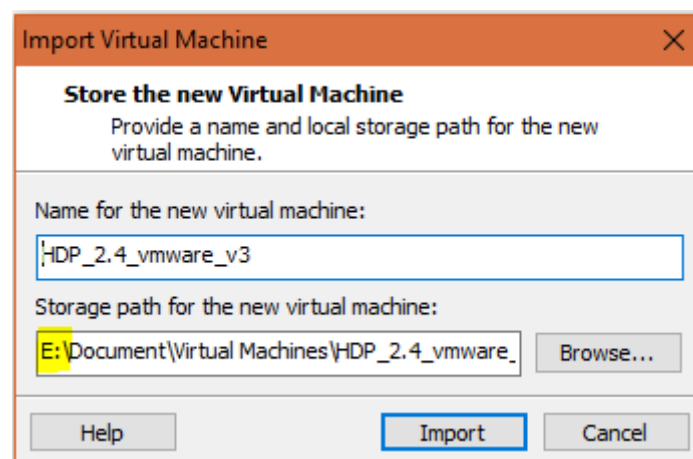 Import Virtual Machine
Store the new Virtual Machine
Provide a name and local storage path for the new
virtual machine.
Name for the new virtual machine:
HDP_2.4_vmware_v3
Storage path for the new virtual machine:
E:\Document\Virtual Machines\HDP_2.4_vmware_
Browse...
Help
Import
Cancel